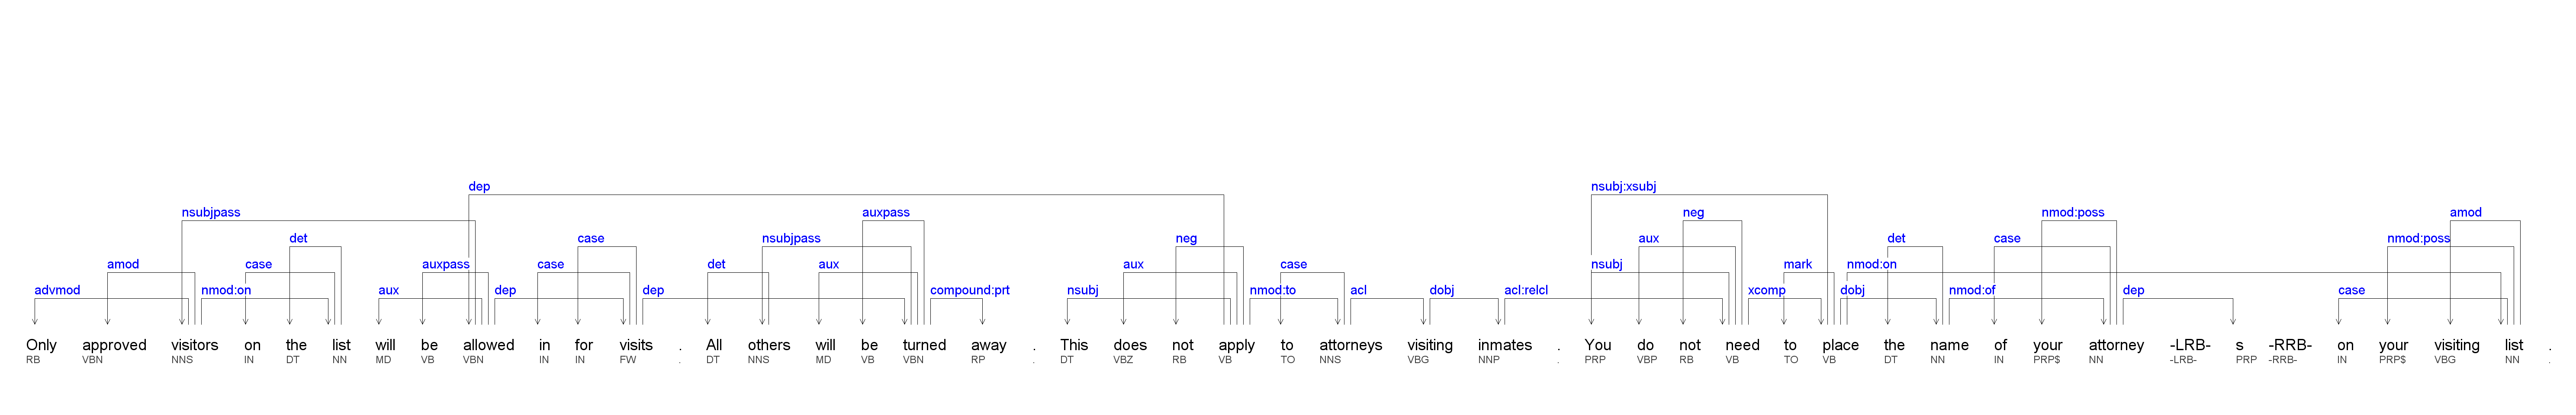 dep nsubj:xsubj
nsubjpass auxpass neg nmod:poss amod
det case nsubjpass neg aux det case nmod:poss
amod case auxpass case det aux aux case nsubj mark nmod:on
advmod nmod:on aux dep dep compound:prt nsubj nmod:to acl dobj acl:relcl xcomp dobj nmod:of dep case
Only approved visitors on the list will be allowed in for visits . All others will be turned away . This does not apply to attorneys visiting inmates . You do not need to place the name of your attorney -LRB- s -RRB- on your visiting list .
RB VBN NNS IN DT NN MD VB VBN IN IN FW . DT NNS MD VB VBN RP . DT VBZ RB VB TO NNS VBG NNP . PRP VBP RB VB TO VB DT NN IN PRP$ NN -LRB- PRP -RRB- IN PRP$ VBG NN .